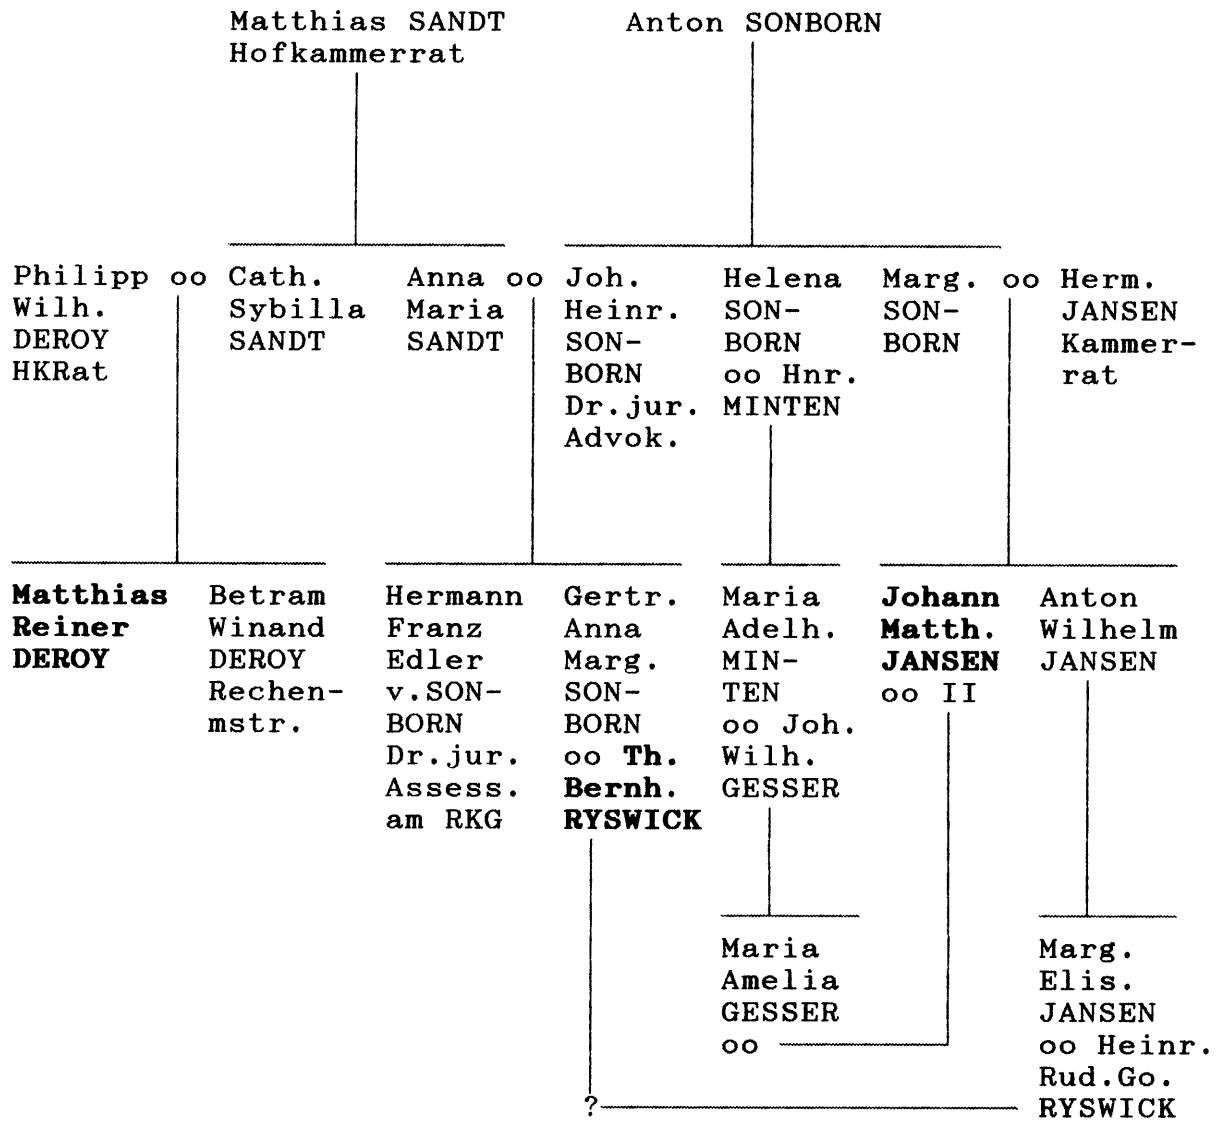 Matthias SANDT
Hofkammerrat
Anton SONBORN
Philipp oo Cath.
Wilh.
DEROY
HKRat
Sybilla
SANDT
Anna oo Joh.
Maria
SANDT
Heinr.
SON-
BORN
Dr.jur.
Advok.
Helena
SON-
BORN
oo Hnr.
MINTEN
Marg. oo Herm.
SON-
BORN
JANSEN
Kammer-
rat
Matthias
Reiner
DEROY
Betram
Winand
DEROY
Rechen-
mstr.
Hermann
Franz
Edler
v.SON-
BORN
Dr.jur.
Assess.
am RKG
Gertr.
Anna
Marg.
SON-
BORN
oo Th.
Bernh.
RYSWICK
Maria
Adelh.
MIN-
TEN
oo Joh.
Wilh.
GESSER
Johann
Matth.
JANSEN
oo II
Anton
Wilhelm
JANSEN
Maria
Amelia
GESSER
oo
Marg.
Elis.
JANSEN
oo Heinr.
Rud.Go.
RYSWICK
?